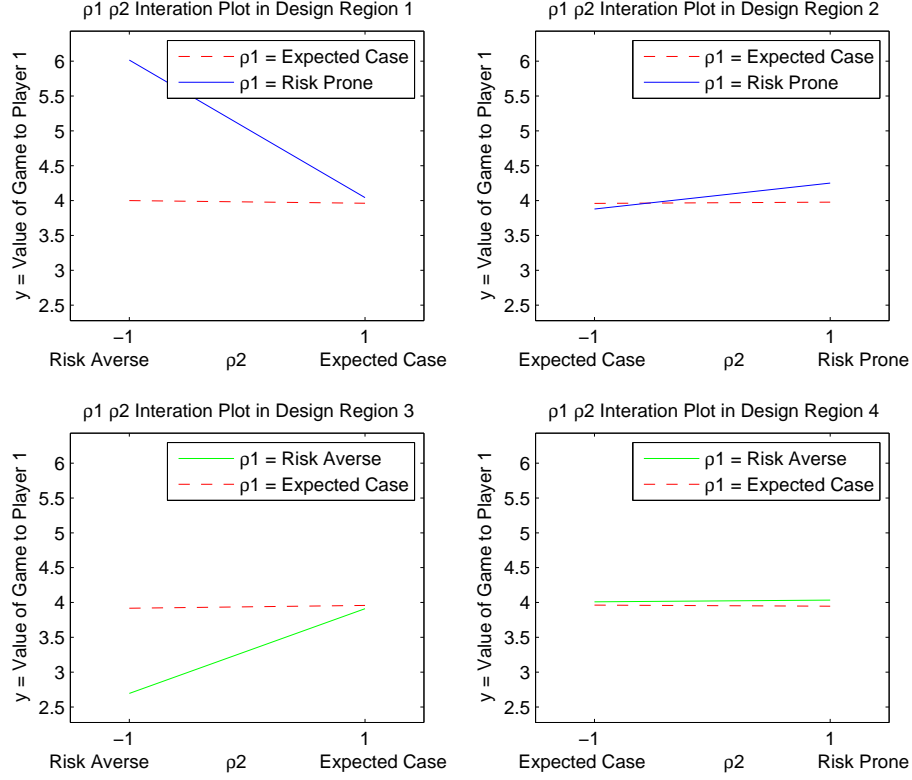 ρ1 ρ2 Interation Plot in Design Region 1
ρ1 = Expected Case
ρ1 = Risk Prone
y = Value of Game to Player 1
6
5.5
5
4.5
4
3.5
3
2.5
−1
1
Risk Averse
ρ2
Expected Case
ρ1 ρ2 Interation Plot in Design Region 2
ρ1 = Expected Case
ρ1 = Risk Prone
y = Value of Game to Player 1
6
5.5
5
4.5
4
3.5
3
2.5
−1
1
Expected Case
ρ2
Risk Prone
ρ1 ρ2 Interation Plot in Design Region 3
ρ1 = Risk Averse
ρ1 = Expected Case
y = Value of Game to Player 1
6
5.5
5
4.5
4
3.5
3
2.5
−1
1
Risk Averse
ρ2
Expected Case
ρ1 ρ2 Interation Plot in Design Region 4
ρ1 = Risk Averse
ρ1 = Expected Case
y = Value of Game to Player 1
6
5.5
5
4.5
4
3.5
3
2.5
−1
1
Expected Case
ρ2
Risk Prone